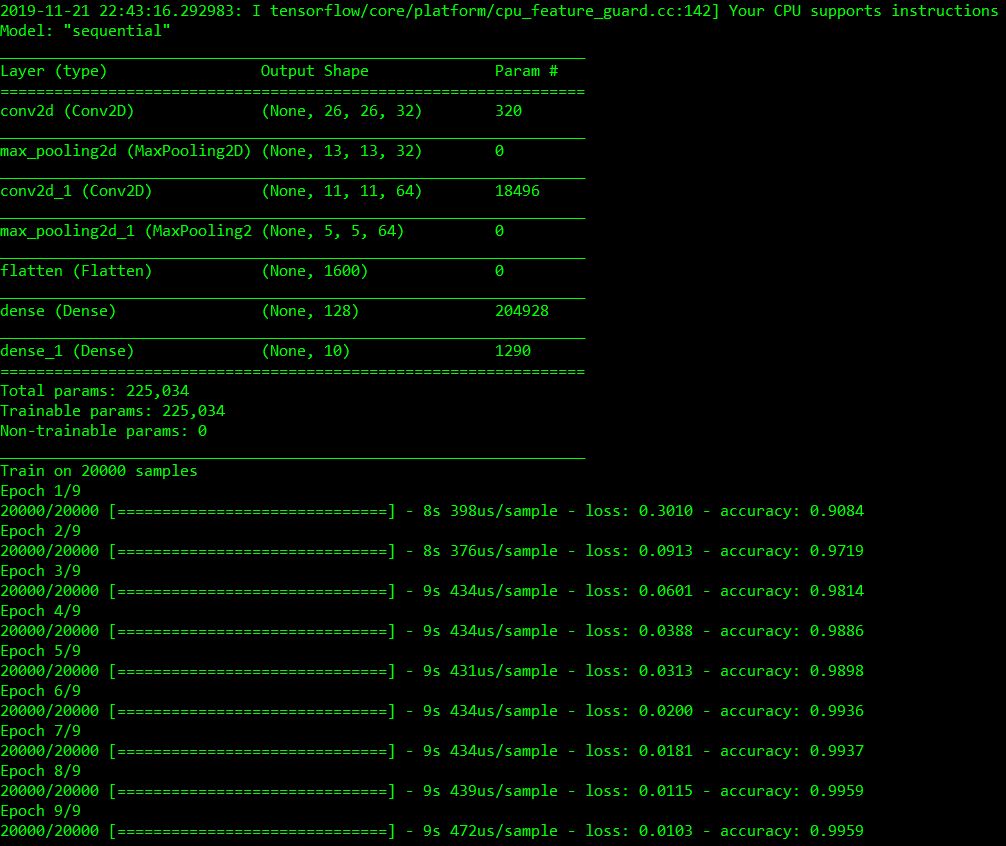 2019-11-21 22:43:16.292983: I tensorflow/core/platform/cpu_feature_guard.cc:142] Your CPU supports instructions
Model: "sequential"
_________________________________________________________________
Layer (type)                 Output Shape              Param #
=================================================================
conv2d (Conv2D)              (None, 26, 26, 32)        320
_________________________________________________________________
max_pooling2d (MaxPooling2D) (None, 13, 13, 32)        0
_________________________________________________________________
conv2d_1 (Conv2D)            (None, 11, 11, 64)        18496
_________________________________________________________________
max_pooling2d_1 (MaxPooling2 (None, 5, 5, 64)          0
_________________________________________________________________
flatten (Flatten)            (None, 1600)              0
_________________________________________________________________
dense (Dense)                (None, 128)               204928
_________________________________________________________________
dense_1 (Dense)              (None, 10)                1290
=================================================================
Total params: 225,034
Trainable params: 225,034
Non-trainable params: 0
_________________________________________________________________
Train on 20000 samples
Epoch 1/9
20000/20000 [==============================] - 8s 398us/sample - loss: 0.3010 - accuracy: 0.9084
Epoch 2/9
20000/20000 [==============================] - 8s 376us/sample - loss: 0.0913 - accuracy: 0.9719
Epoch 3/9
20000/20000 [==============================] - 9s 434us/sample - loss: 0.0601 - accuracy: 0.9814
Epoch 4/9
20000/20000 [==============================] - 9s 434us/sample - loss: 0.0388 - accuracy: 0.9886
Epoch 5/9
20000/20000 [==============================] - 9s 431us/sample - loss: 0.0313 - accuracy: 0.9898
Epoch 6/9
20000/20000 [==============================] - 9s 434us/sample - loss: 0.0200 - accuracy: 0.9936
Epoch 7/9
20000/20000 [==============================] - 9s 434us/sample - loss: 0.0181 - accuracy: 0.9937
Epoch 8/9
20000/20000 [==============================] - 9s 439us/sample - loss: 0.0115 - accuracy: 0.9959
Epoch 9/9
20000/20000 [==============================] - 9s 472us/sample - loss: 0.0103 - accuracy: 0.9959